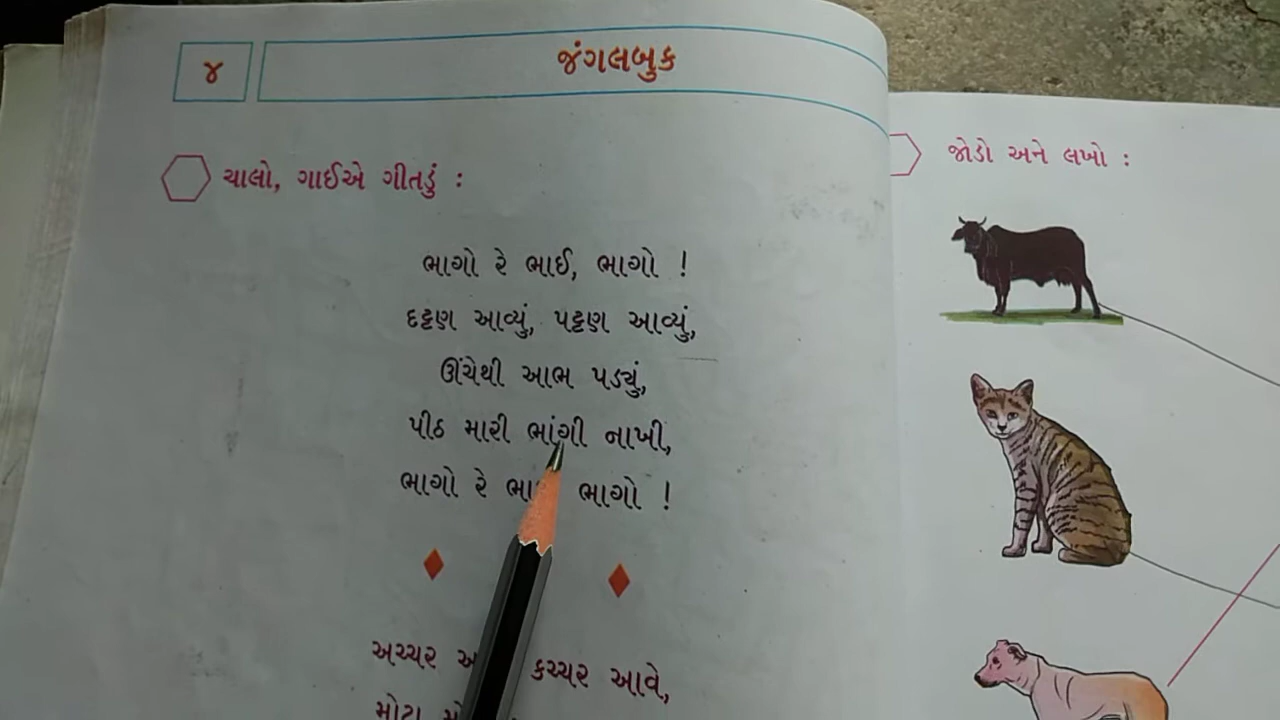 ૪
જંગલબુક
ચાલો, ગાઈએ ગીતડું :
ભાગો રે ભાઈ, ભાગો !
દટ્ટણ આવ્યું, પટ્ટણ આવ્યું,
ઊંચેથી આભ પડ્યું,
પીઠ મારી ભાંગી નાખી,
ભાગો રે ભાગો !
અચ્ચર કચ્ચર આવે,
જોડો અને લખો :